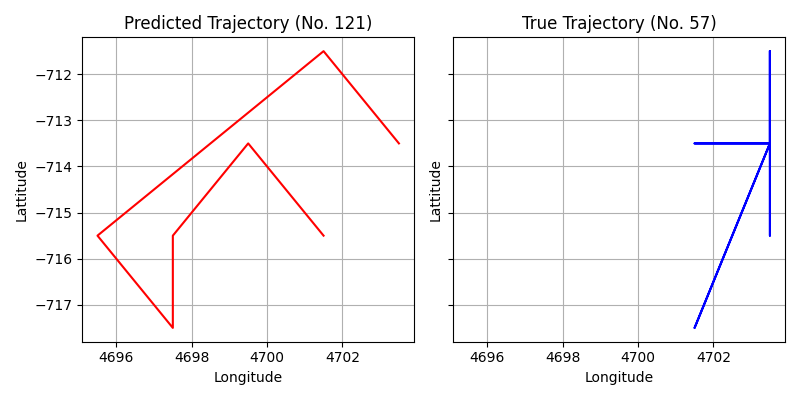 Predicted Trajectory (No. 121)
−712
−713
−714
−715
−716
−717
Lattitude
4696 4698 4700 4702
Longitude
True Trajectory (No. 57)
Lattitude
4696 4698 4700 4702
Longitude